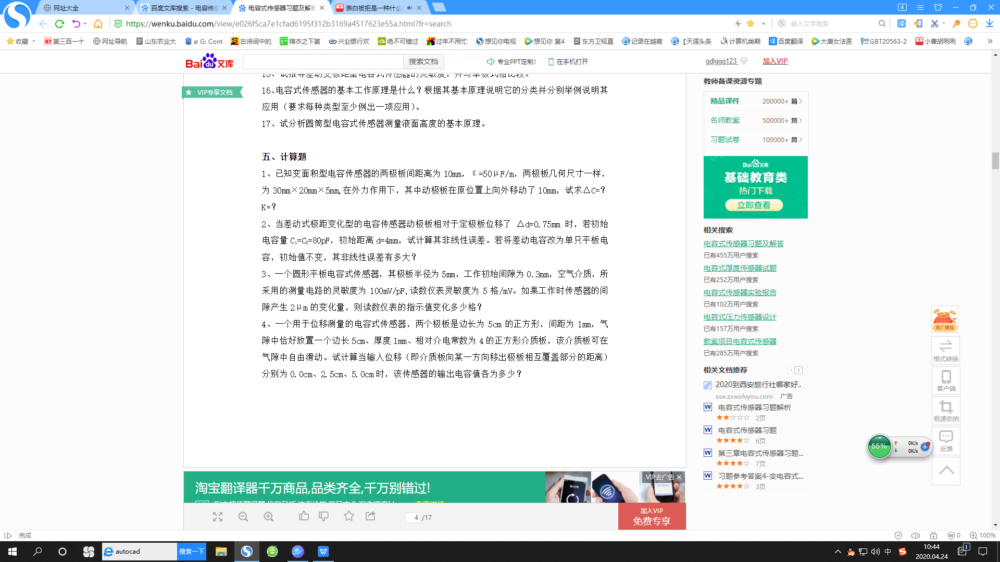 网址大全
百度文库搜索 - 电容传感
电容式传感器习题及解答
表白被拒是一种什么
4
https://wenku.baidu.com/view/e026f5ca7e1cfad6195f312b3169a4517623e55a.html?fr=search
输入文字搜索
收藏
第三百一十
网址导航
山东农业大
ø G: Cont
古诗词中的
锦衣之下第
兴业银行欢
绝不可错过
过年不用忙
想见你电视
想见你 第4
东方卫视直
记录在越南
【天涯头条
计算机类期
百度翻译
大唐女法医
GBT20563-2
小曹胡咧咧
Baidu文库
搜索文档
专业PPT定制!
在手机打开
gdlggg123
加入VIP
VIP专享文档
15、试推导差动变极距型电容式传感器的灵敏度，并与单极式相比较。
16、电容式传感器的基本工作原理是什么？根据其基本原理说明它的分类并分别举例说明其
应用（要求每种类型至少例出一项应用）。
17、试分析圆筒型电容式传感器测量液面高度的基本原理。
五、计算题
1、已知变面积型电容传感器的两极板间距离为 10mm，ε=50μF/m，两极板几何尺寸一样，
为 30mm×20mm×5mm,在外力作用下，其中动极板在原位置上向外移动了 10mm，试求△C=？
K=？
2、当差动式极距变化型的电容传感器动极板相对于定极板位移了 △d=0.75mm 时，若初始
电容量 C₁=C₂=80pF，初始距离 d=4mm，试计算其非线性误差。若将差动电容改为单只平板电
容，初始值不变，其非线性误差有多大？
3、一个圆形平板电容式传感器，其极板半径为 5mm，工作初始间隙为 0.3mm，空气介质，所
采用的测量电路的灵敏度为 100mV/pF,读数仪表灵敏度为 5 格/mV。如果工作时传感器的间
隙产生 2μm 的变化量，则读数仪表的指示值变化多少格？
4、一个用于位移测量的电容式传感器，两个极板是边长为 5cm 的正方形，间距为 1mm，气
隙中恰好放置一个边长 5cm、厚度 1mm、相对介电常数为 4 的正方形介质板，该介质板可在
气隙中自由滑动。试计算当输入位移（即介质板向某一方向移出极板相互覆盖部分的距离）
分别为 0.0cm、2.5cm、5.0cm 时，该传感器的输出电容值各为多少？
教师备课资源专题
精品课件 200000+ 篇
名师教案 500000+ 篇
习题试卷 100000+ 篇
Baidu文库
基础教育类
热门下载
立即查看
相关搜索
电容式传感器习题及解答
已有455万用户搜索
电容式厚度传感器试题
已有252万用户搜索
电容式传感器实验报告
已有102万用户搜索
电容式压力传感器设计
已有157万用户搜索
教案项目电容式传感器
已有285万用户搜索
相关文档推荐
2020到西安旅行社哪家好..
sse.zswolvyou.com 广告
电容式传感器习题解析
2页
电容式传感器习题
6页
第三章电容式传感器习题...
7页
习题参考答案4-变电容式...
3页
推广赚钱
格式转换
客户端
极速收纳
反馈
55%
0K/s
0K/s
淘宝翻译器千万商品,品类齐全,千万别错过!
VIP去广告
4 /17
加入VIP
免费专享
完成
0
100%
autocad
搜索一下
中
10:44
2020.04.24
1